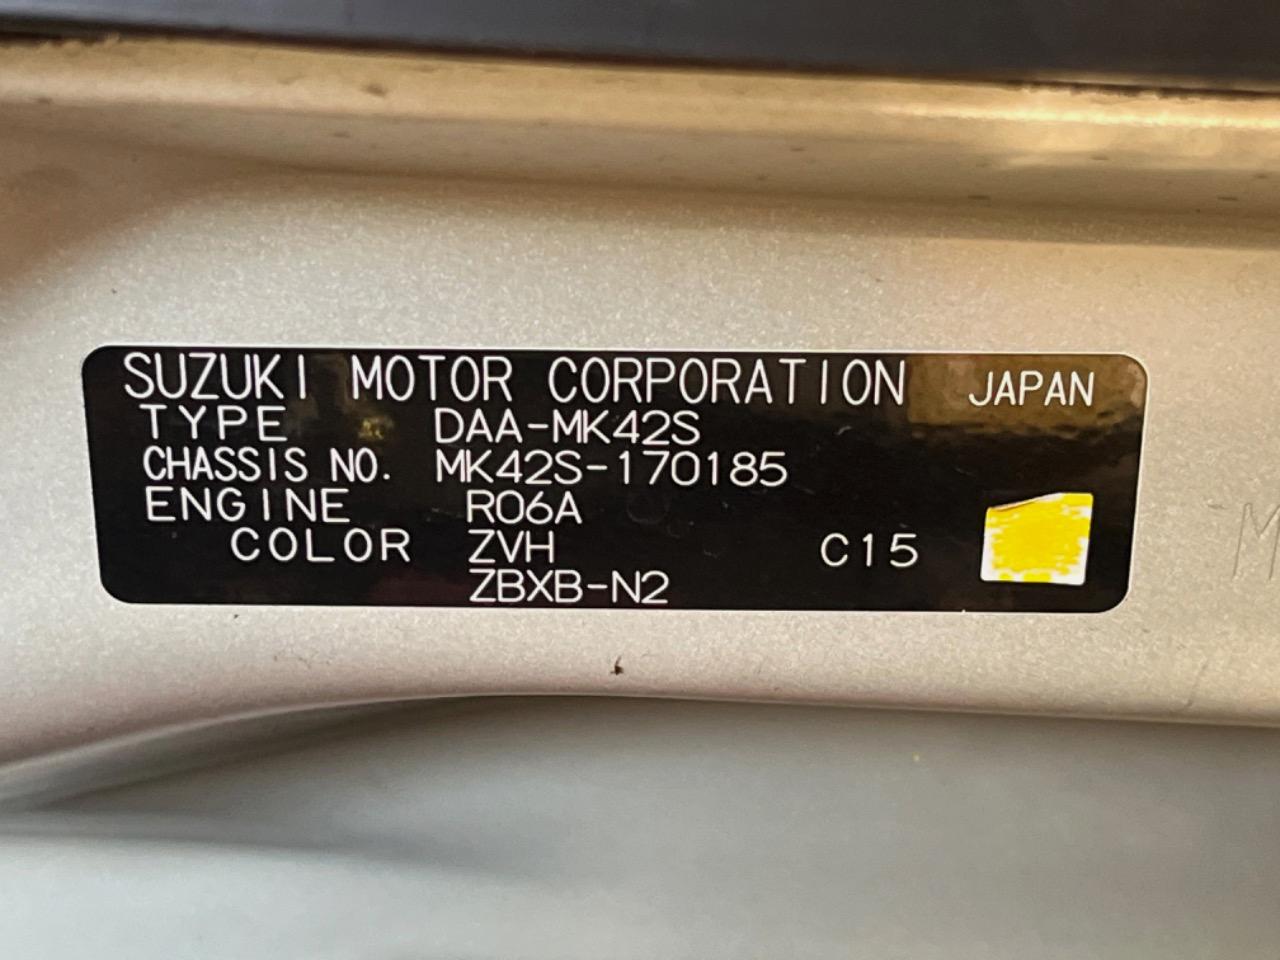 SUZUKI MOTOR CORPORATION JAPAN
TYPE DAA-MK42S
CHASSIS NO. MK42S-170185
ENGINE R06A
COLOR ZVH C15
ZBXB-N2
M